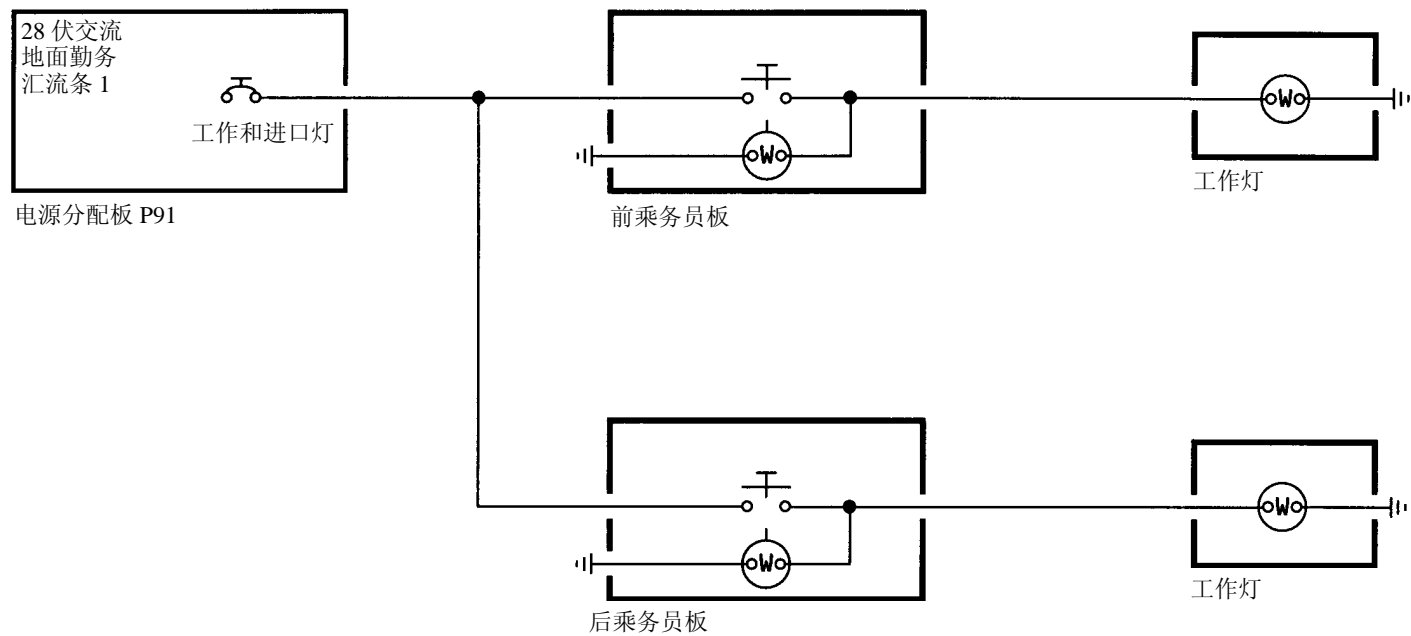 28 伏交流
地面勤务
汇流条 1
工作和进口灯
电源分配板 P91
W
W
前乘务员板
工作灯
W
W
后乘务员板
工作灯